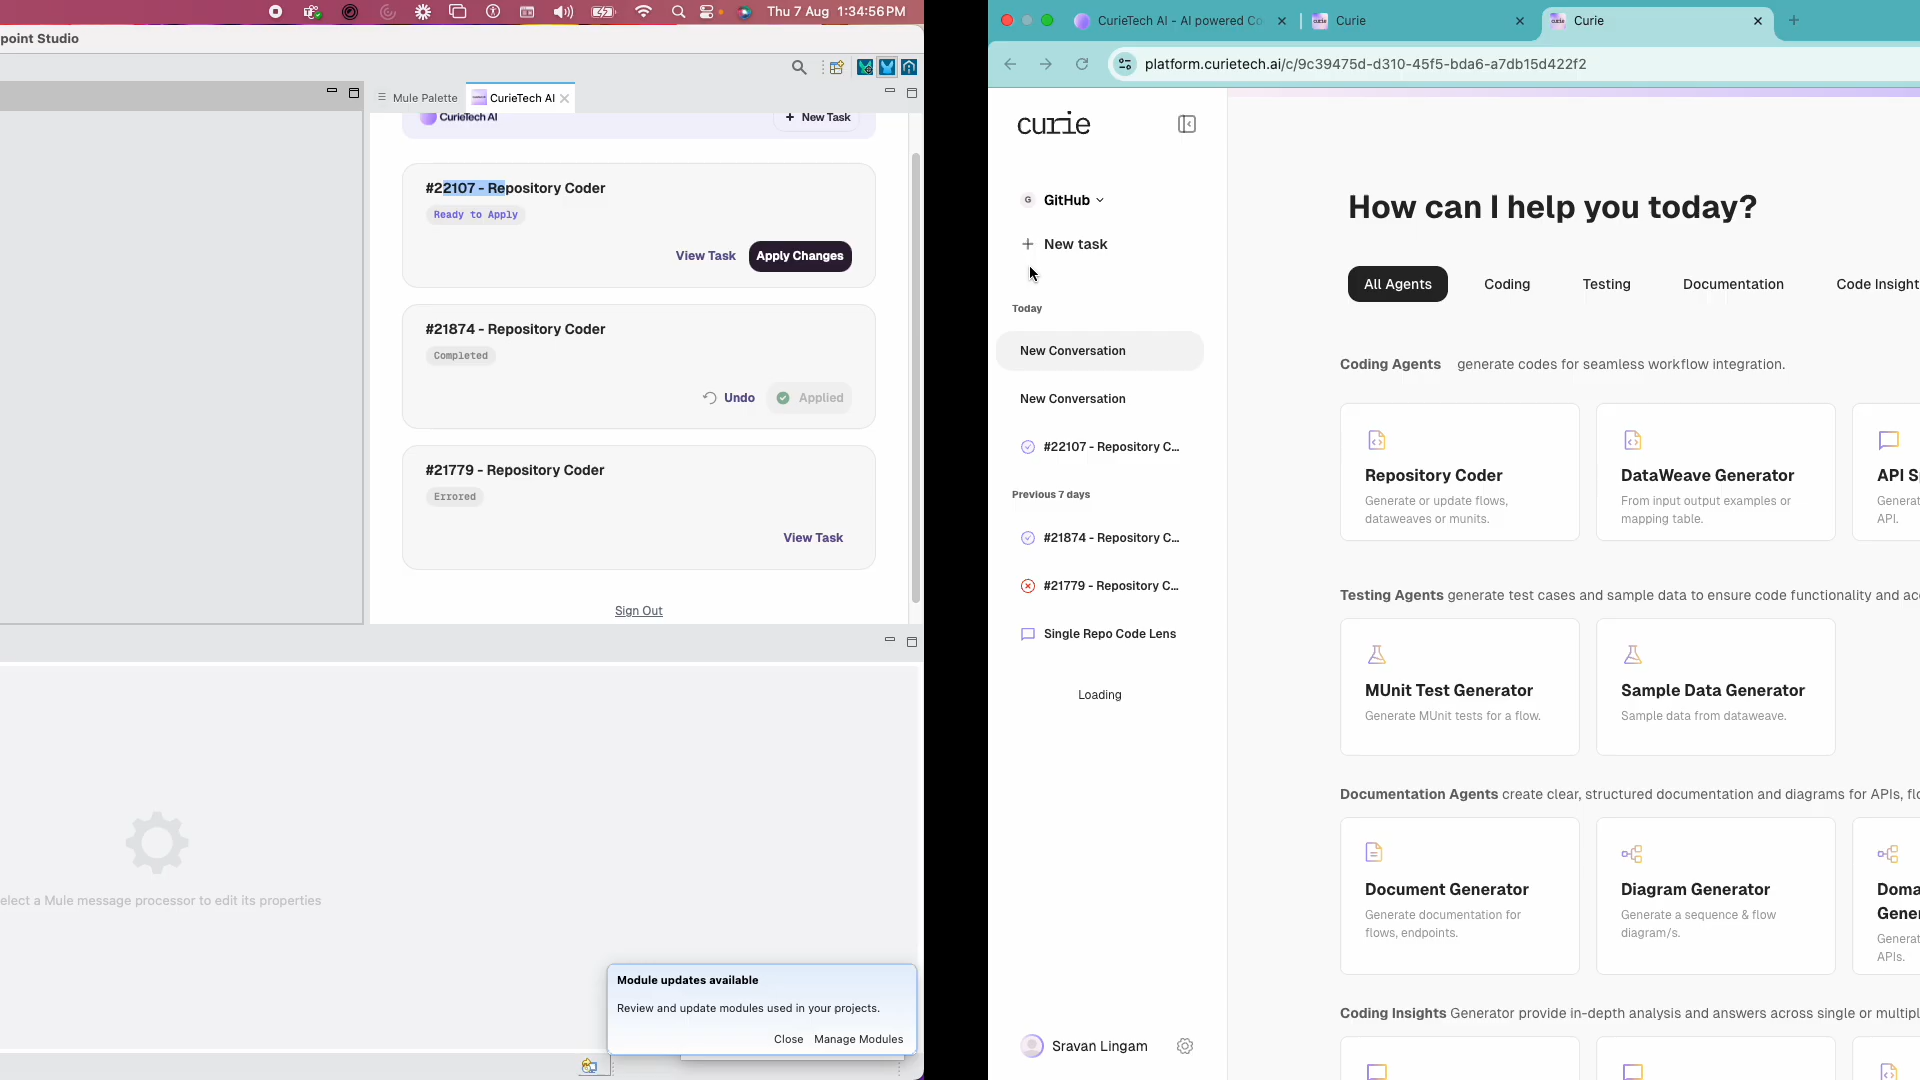 Thu 7 Aug 1:34:56 PM
point Studio
Mule Palette
CurieTech AI
CurieTech AI
+ New Task
#22107 - Repository Coder
Ready to Apply
View Task
Apply Changes
#21874 - Repository Coder
Completed
Undo
Applied
#21779 - Repository Coder
Errored
View Task
Sign Out
elect a Mule message processor to edit its properties
Module updates available
Review and update modules used in your projects.
Close
Manage Modules
CurieTech AI - AI powered Co
Curie
Curie
platform.curietech.ai/c/9c39475d-d310-45f5-bda6-a7db15d422f2
curie
G GitHub
+ New task
Today
New Conversation
New Conversation
#22107 - Repository C...
Previous 7 days
#21874 - Repository C...
#21779 - Repository C...
Single Repo Code Lens
Loading
Sravan Lingam
How can I help you today?
All Agents
Coding
Testing
Documentation
Code Insight
Coding Agents generate codes for seamless workflow integration.
Repository Coder
Generate or update flows,
dataweaves or munits.
DataWeave Generator
From input output examples or
mapping table.
API S
Generat
API.
Testing Agents generate test cases and sample data to ensure code functionality and ac
MUnit Test Generator
Generate MUnit tests for a flow.
Sample Data Generator
Sample data from dataweave.
Documentation Agents create clear, structured documentation and diagrams for APIs, flo
Document Generator
Generate documentation for
flows, endpoints.
Diagram Generator
Generate a sequence & flow
diagram/s.
Doma
Gener
Generat
APIs.
Coding Insights Generator provide in-depth analysis and answers across single or multipl